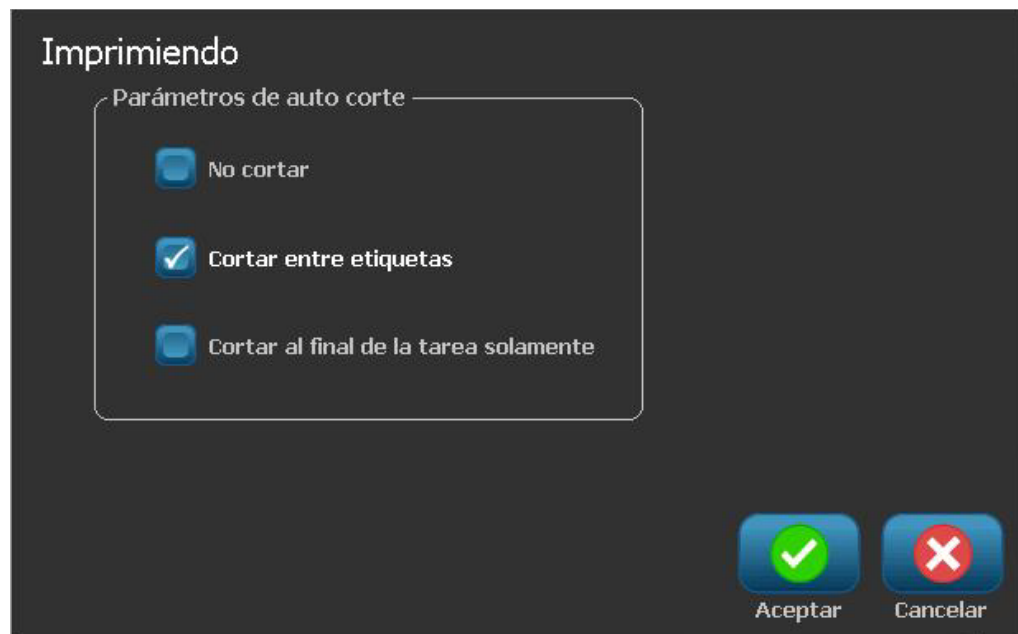 Imprimiendo
Parámetros de auto corte
No cortar
Cortar entre etiquetas
Cortar al final de la tarea solamente
Aceptar
Cancelar